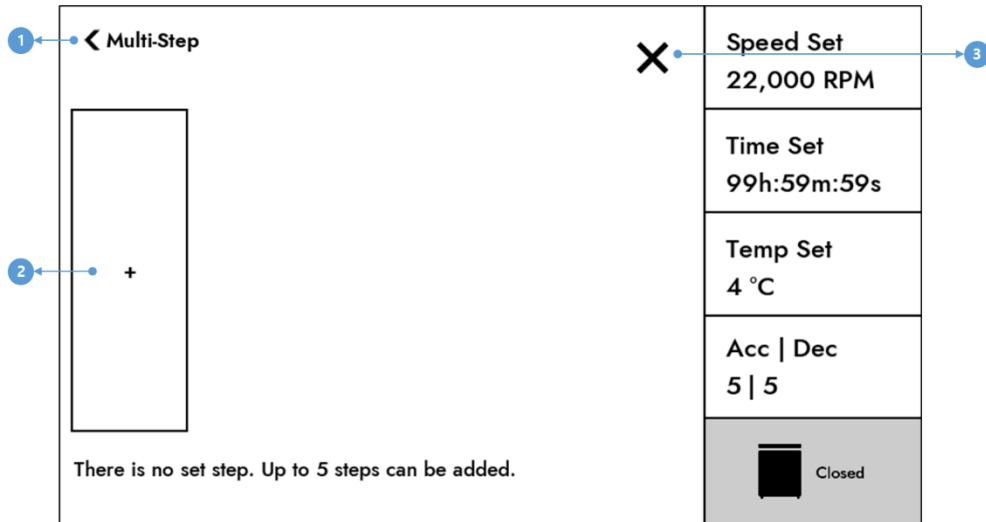 1
Multi-Step
3
Speed Set
22,000 RPM
Time Set
99h:59m:59s
2
+
Temp Set
4 °C
Acc | Dec
5 | 5
There is no set step. Up to 5 steps can be added.
Closed